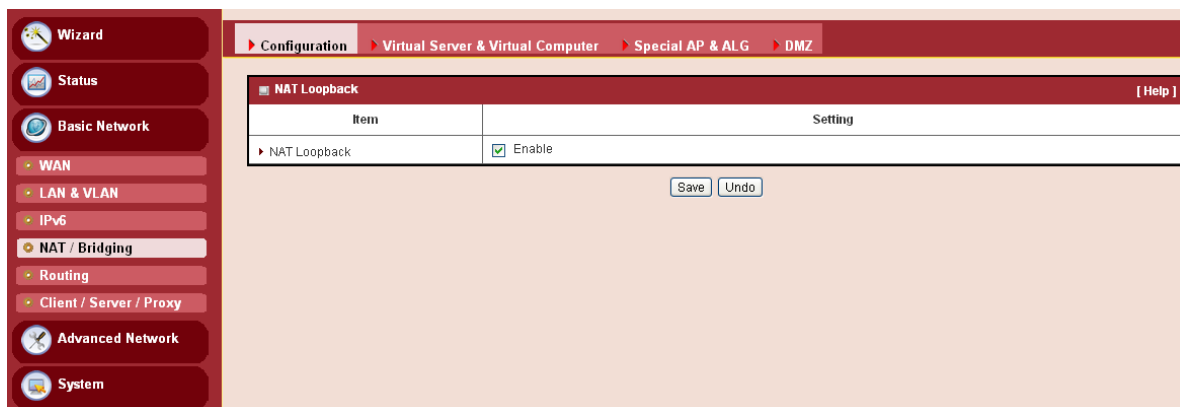 Wizard
Status
Basic Network
WAN
LAN & VLAN
IPv6
NAT / Bridging
Routing
Client / Server / Proxy
Advanced Network
System
Configuration Virtual Server & Virtual Computer Special AP & ALG DMZ
NAT Loopback [ Help ]
Item Setting
NAT Loopback Enable
Save Undo